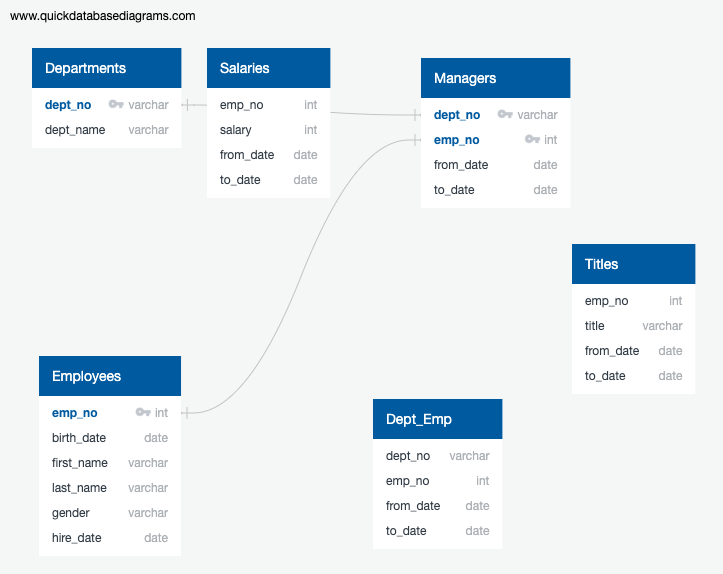 www.quickdatabasediagrams.com
Departments
dept_no varchar
dept_name varchar
Salaries
emp_no int
salary int
from_date date
to_date date
Managers
dept_no varchar
emp_no int
from_date date
to_date date
Titles
emp_no int
title varchar
from_date date
to_date date
Employees
emp_no int
birth_date date
first_name varchar
last_name varchar
gender varchar
hire_date date
Dept_Emp
dept_no varchar
emp_no int
from_date date
to_date date